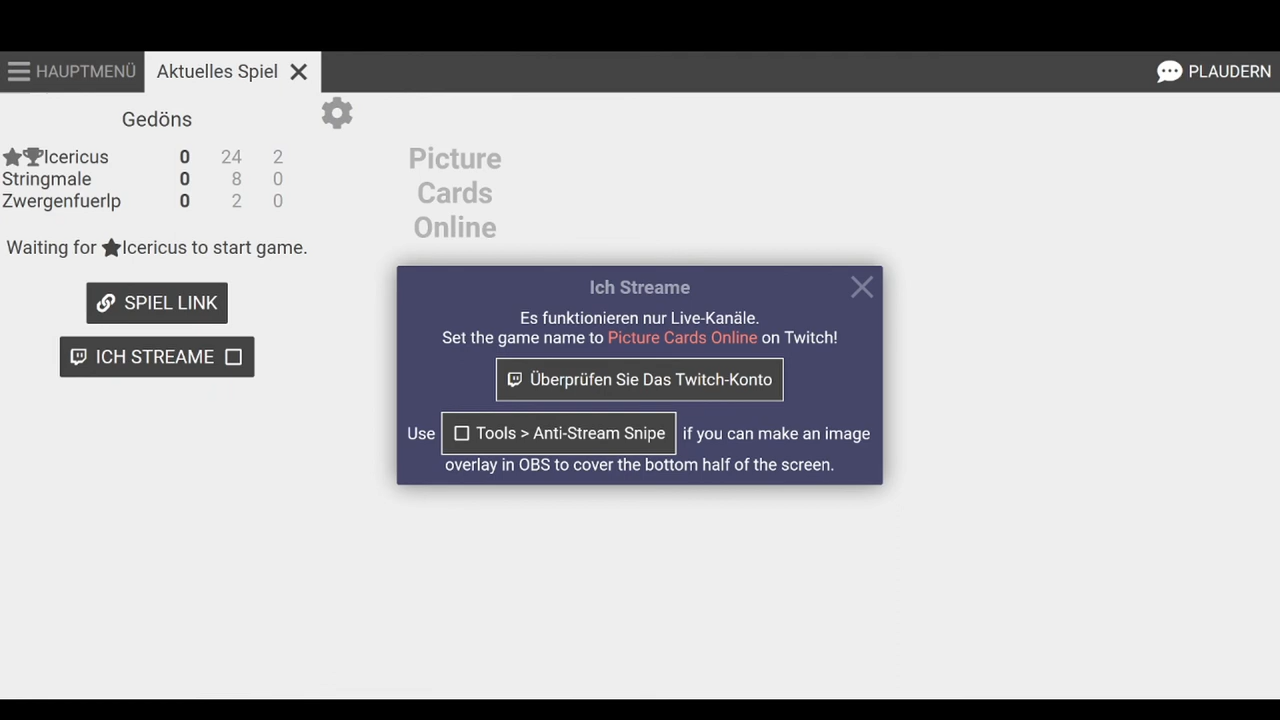 HAUPTMENÜ
Aktuelles Spiel
PLAUDERN
Gedöns
Icericus 0 24 2
Stringmale 0 8 0
Zwergenfuerlp 0 2 0
Waiting for Icericus to start game.
SPIEL LINK
ICH STREAME
Picture
Cards
Online
Ich Streame
Es funktionieren nur Live-Kanäle.
Set the game name to Picture Cards Online on Twitch!
Überprüfen Sie Das Twitch-Konto
Use Tools > Anti-Stream Snipe if you can make an image
overlay in OBS to cover the bottom half of the screen.